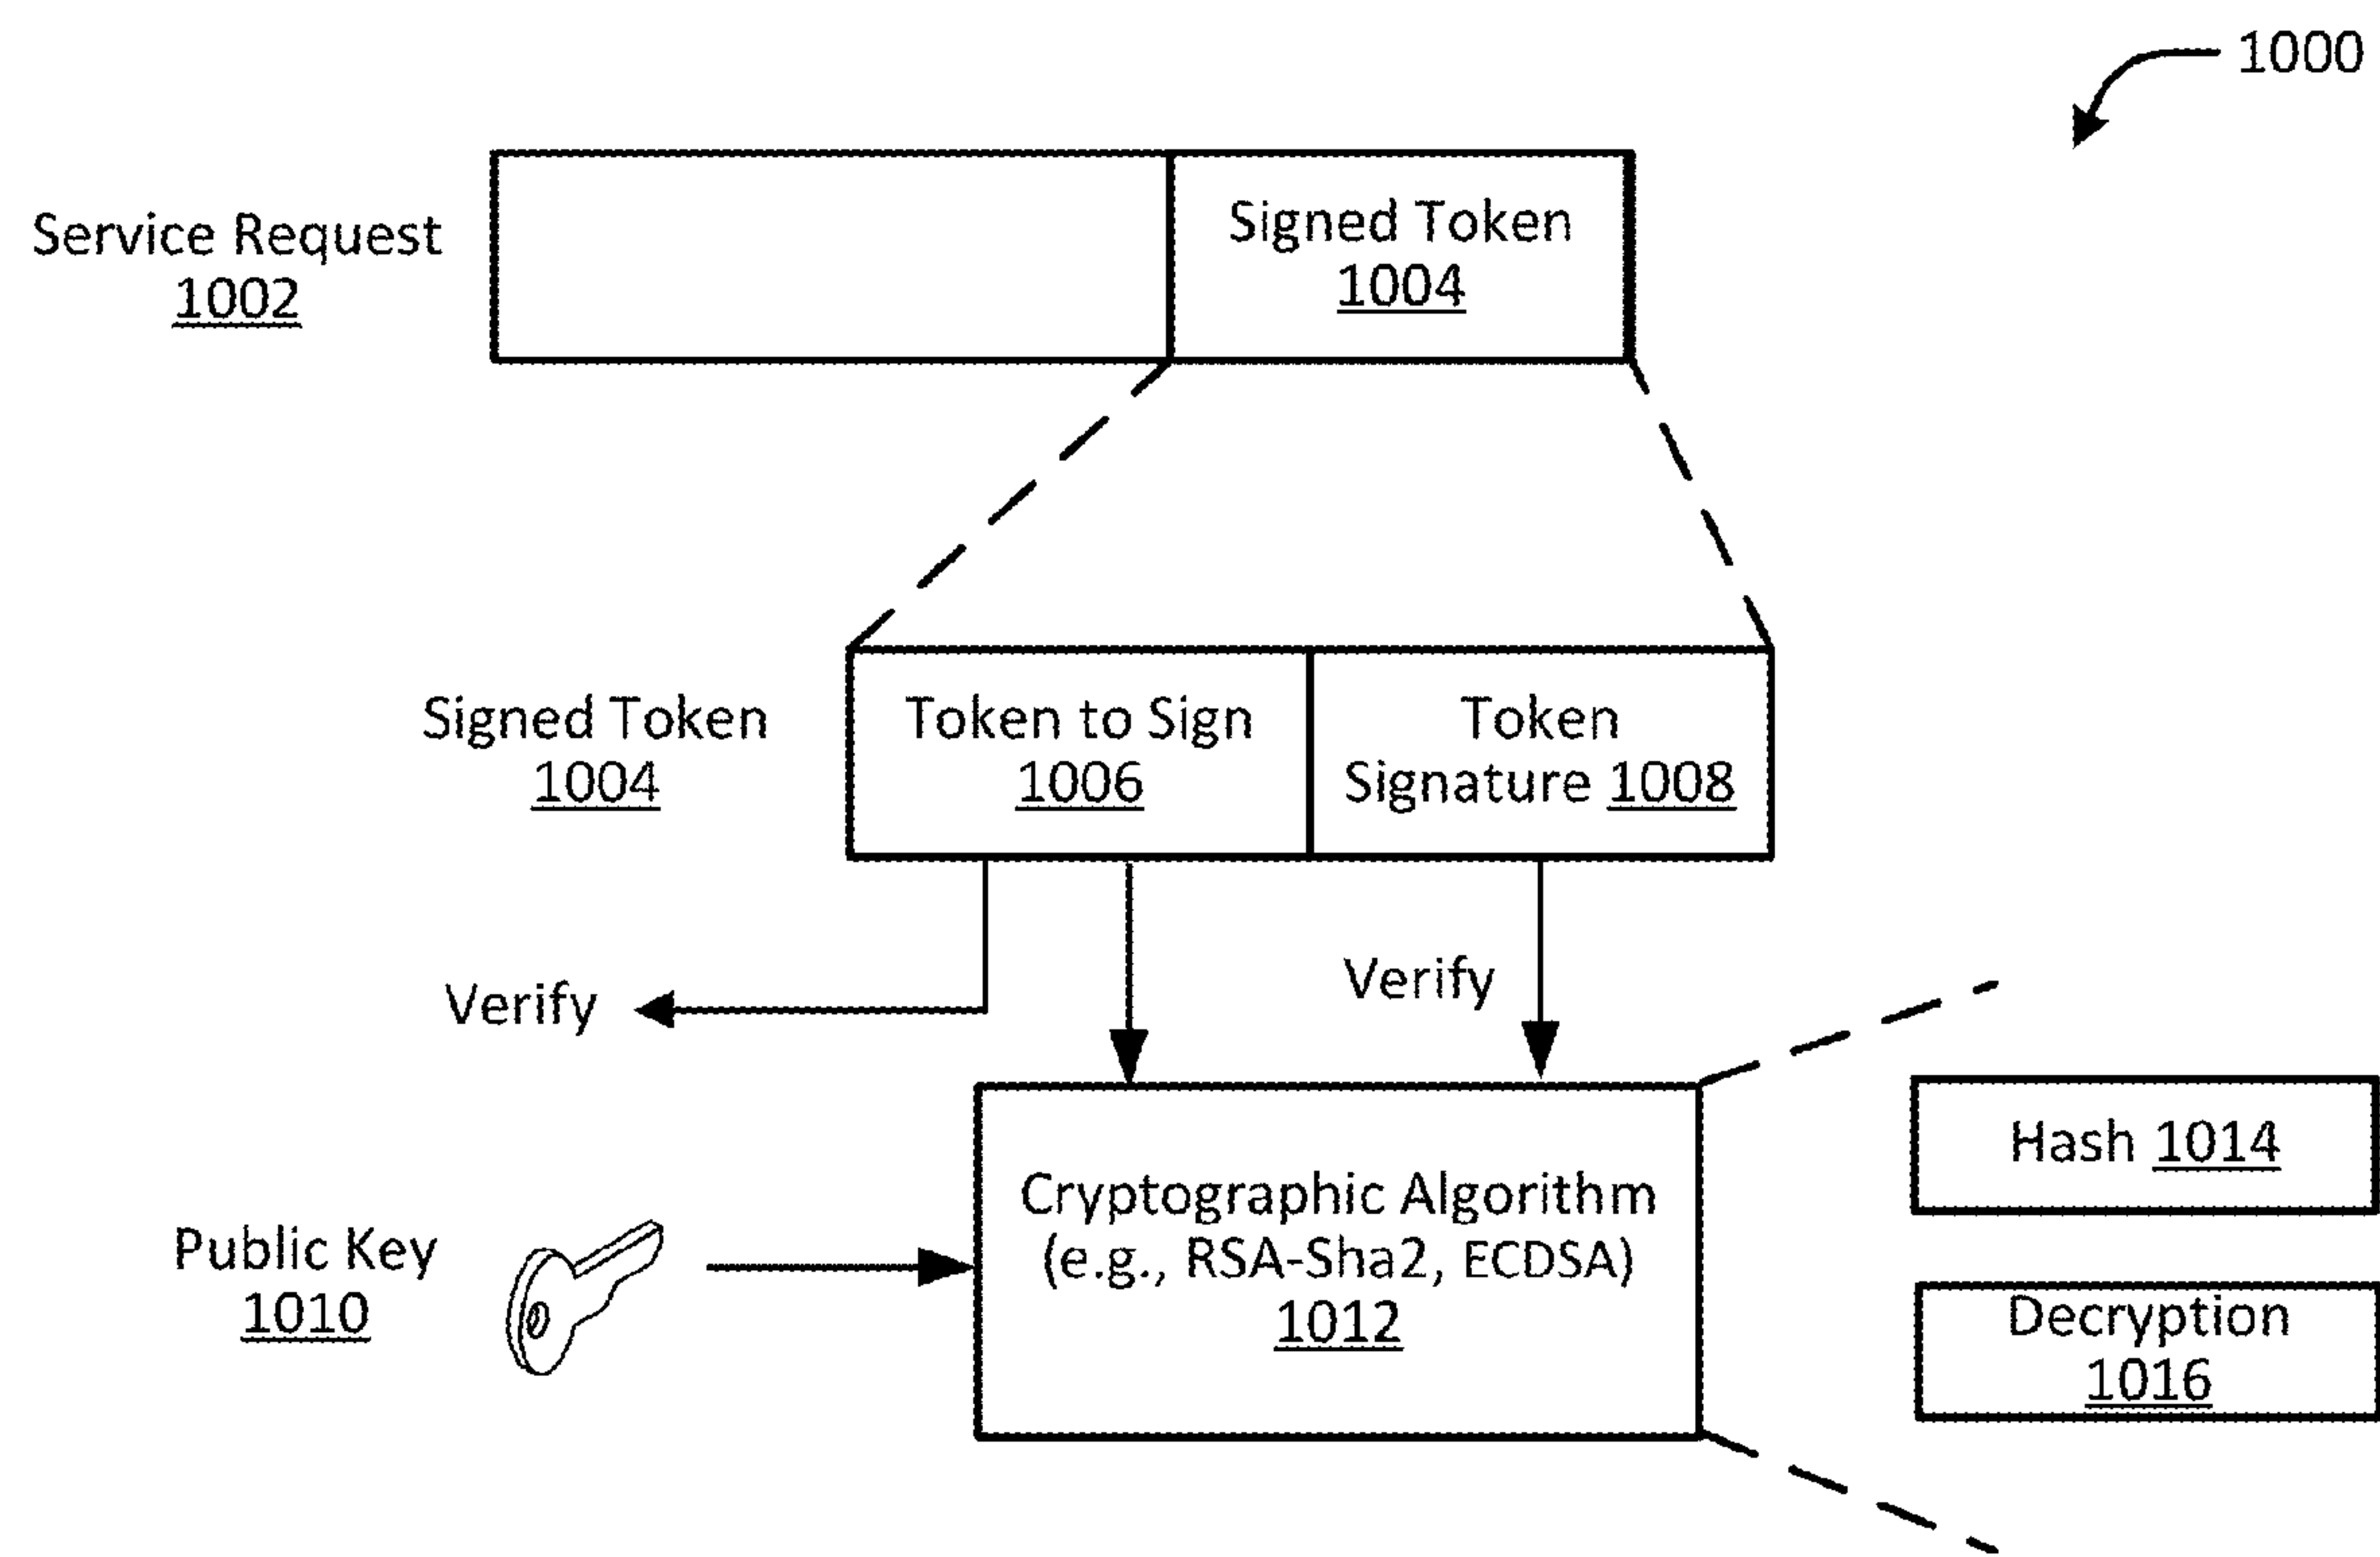 1000
Service Request
1002
Signed Token
1004
Signed Token
1004
Token to Sign
1006
Token
Signature 1008
Verify
Verify
Public Key
1010
Cryptographic Algorithm
(e.g., RSA-Sha2, ECDSA)
1012
Hash 1014
Decryption
1016